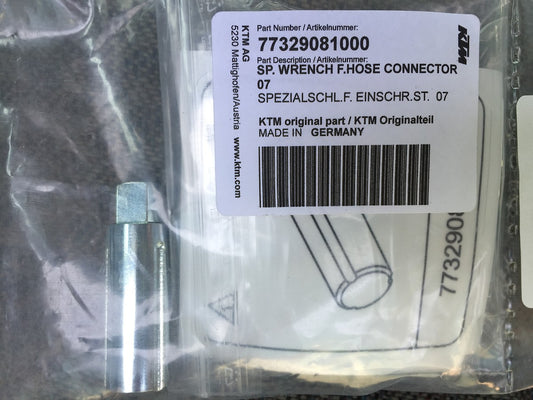 KTM AG
5230 Mattighofen/Austria
www.ktm.com
Part Number / Artikelnummer:
77329081000
Part Description / Artikelnummer:
SP. WRENCH F.HOSE CONNECTOR
07
SPEZIALSCHL.F. EINSCHR.ST. 07
KTM original part / KTM Originalteil
MADE IN GERMANY
KTM
7732908